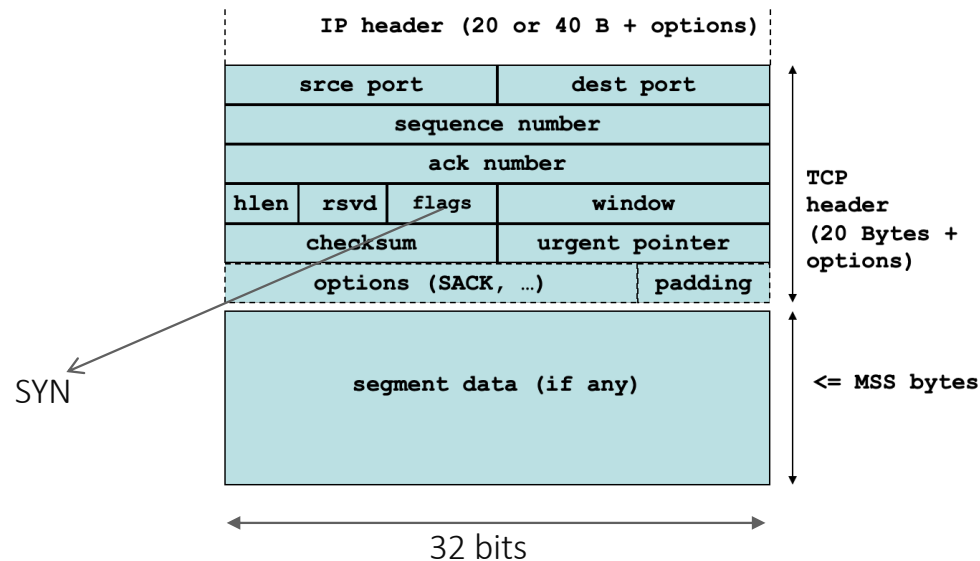 IP header (20 or 40 B + options)
srce port dest port
sequence number
ack number
hlen rsvd flags window
checksum urgent pointer
options (SACK, …) padding
TCP
header
(20 Bytes +
options)
segment data (if any)
<= MSS bytes
SYN
32 bits